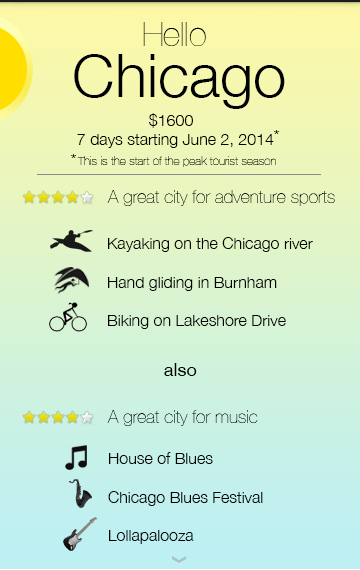 Hello
Chicago
$1600
7 days starting June 2, 2014*
*This is the start of the peak tourist season
A great city for adventure sports
Kayaking on the Chicago river
Hand gliding in Burnham
Biking on Lakeshore Drive
also
A great city for music
House of Blues
Chicago Blues Festival
Lollapalooza